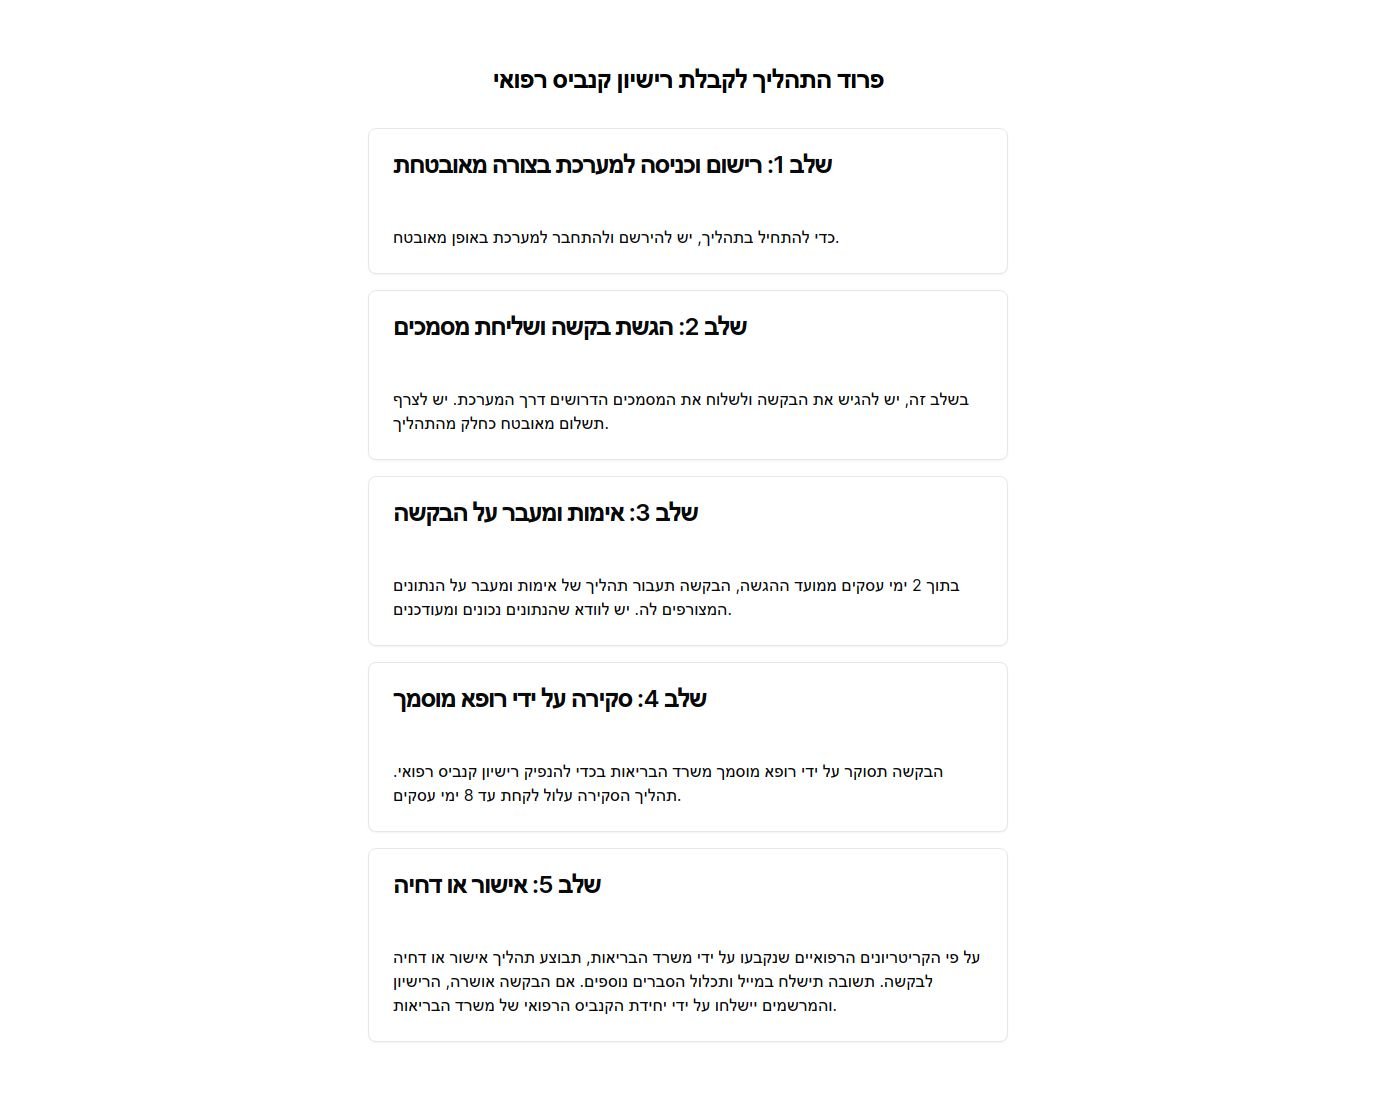 פרוד התהליך לקבלת רישיון קנביס רפואי
שלב 1: רישום וכניסה למערכת בצורה מאובטחת
כדי להתחיל בתהליך, יש להירשם ולהתחבר למערכת באופן מאובטח.
שלב 2: הגשת בקשה ושליחת מסמכים
בשלב זה, יש להגיש את הבקשה ולשלוח את המסמכים הדרושים דרך המערכת. יש לצרף
תשלום מאובטח כחלק מהתהליך.
שלב 3: אימות ומעבר על הבקשה
בתוך 2 ימי עסקים ממועד ההגשה, הבקשה תעבור תהליך של אימות ומעבר על הנתונים
המצורפים לה. יש לוודא שהנתונים נכונים ומעודכנים.
שלב 4: סקירה על ידי רופא מוסמך
הבקשה תסוקר על ידי רופא מוסמך משרד הבריאות בכדי להנפיק רישיון קנביס רפואי.
תהליך הסקירה עלול לקחת עד 8 ימי עסקים.
שלב 5: אישור או דחיה
על פי הקריטריונים הרפואיים שנקבעו על ידי משרד הבריאות, תבוצע תהליך אישור או דחיה
לבקשה. תשובה תישלח במייל ותכלול הסברים נוספים. אם הבקשה אושרה, הרישיון
והמרשמים יישלחו על ידי יחידת הקנביס הרפואי של משרד הבריאות.